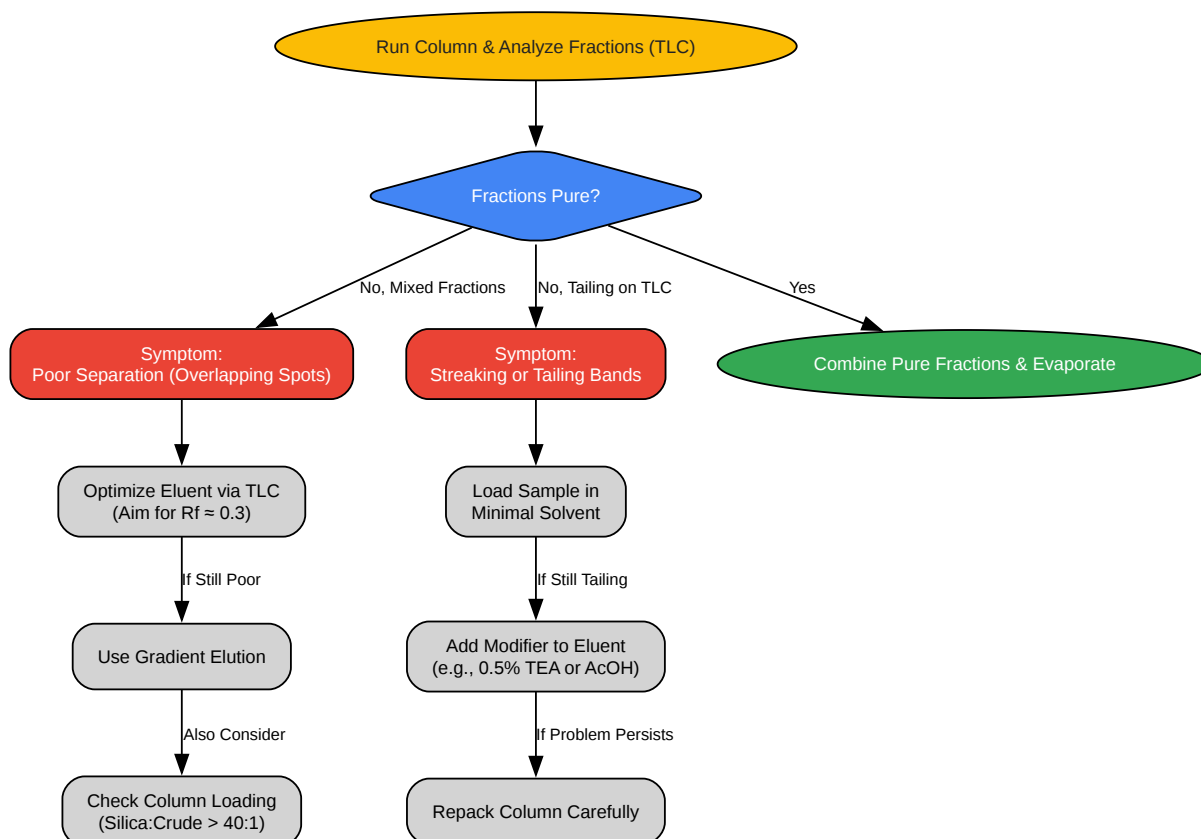 Run Column & Analyze Fractions (TLC)
Fractions Pure?
No, Mixed Fractions
No, Tailing on TLC
Yes
Symptom:
Poor Separation (Overlapping Spots)
Symptom:
Streaking or Tailing Bands
Combine Pure Fractions & Evaporate
Optimize Eluent via TLC
(Aim for Rf ≈ 0.3)
Load Sample in
Minimal Solvent
If Still Poor
If Still Tailing
Use Gradient Elution
Add Modifier to Eluent
(e.g., 0.5% TEA or AcOH)
Also Consider
If Problem Persists
Check Column Loading
(Silica:Crude > 40:1)
Repack Column Carefully